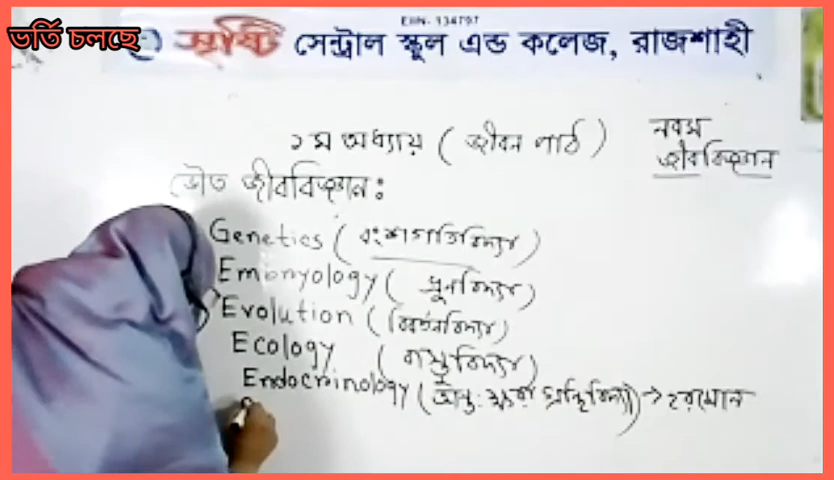 EIIN- 134797
ভর্তি চলছে
সৃষ্টি সেন্ট্রাল স্কুল এন্ড কলেজ, রাজশাহী
১ম অধ্যায় (জীবন পাঠ)
নবম
জীববিজ্ঞান
ভৌত জীববিজ্ঞান:
Genetics (বংশগতিবিদ্যা)
Embryology (ভ্রূনবিদ্যা)
Evolution (বিবর্তনবিদ্যা)
Ecology (বাস্তুবিদ্যা)
Endocrinology (অন্ত:ক্ষরা গ্রন্থিবিদ্যা) → হরমোন